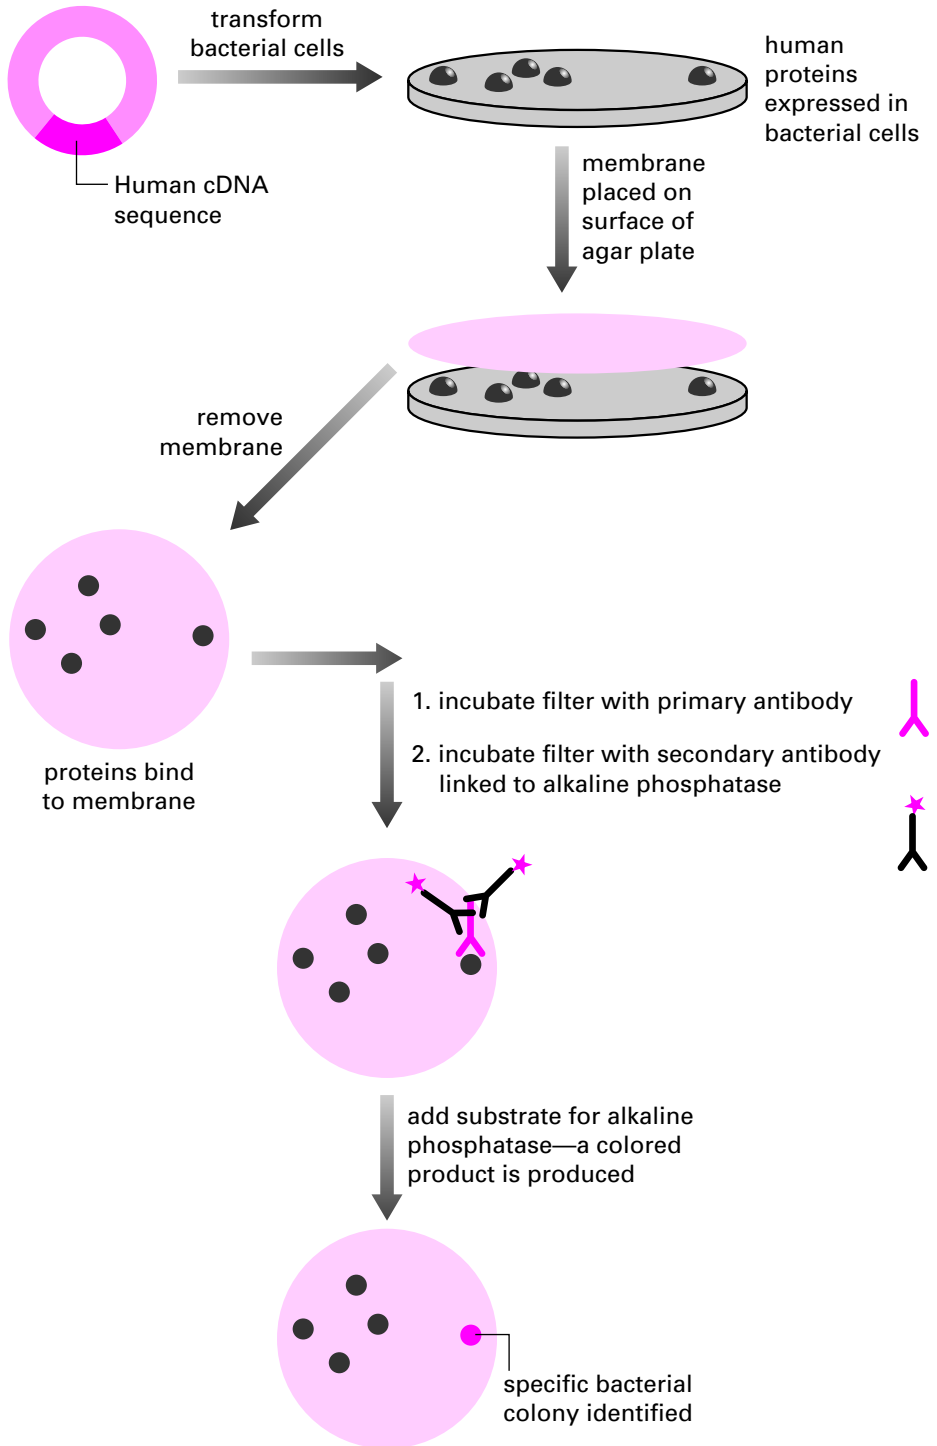 transform
bacterial cells
human
proteins
expressed in
bacterial cells
Human cDNA
sequence
membrane
placed on
surface of
agar plate
remove
membrane
proteins bind
to membrane
1. incubate filter with primary antibody
2. incubate filter with secondary antibody
linked to alkaline phosphatase
add substrate for alkaline
phosphatase—a colored
product is produced
specific bacterial
colony identified